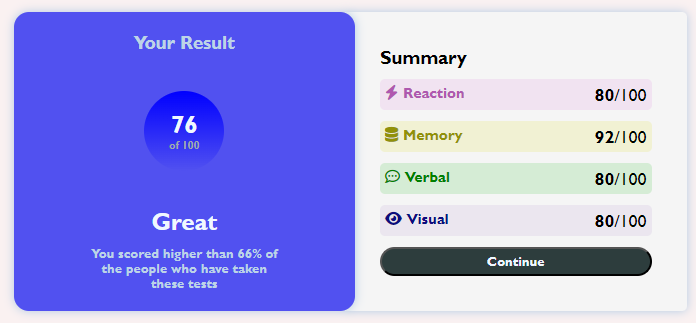 Your Result
76
of 100
Great
You scored higher than 66% of
the people who have taken
these tests
Summary
Reaction 80/100
Memory 92/100
Verbal 80/100
Visual 80/100
Continue